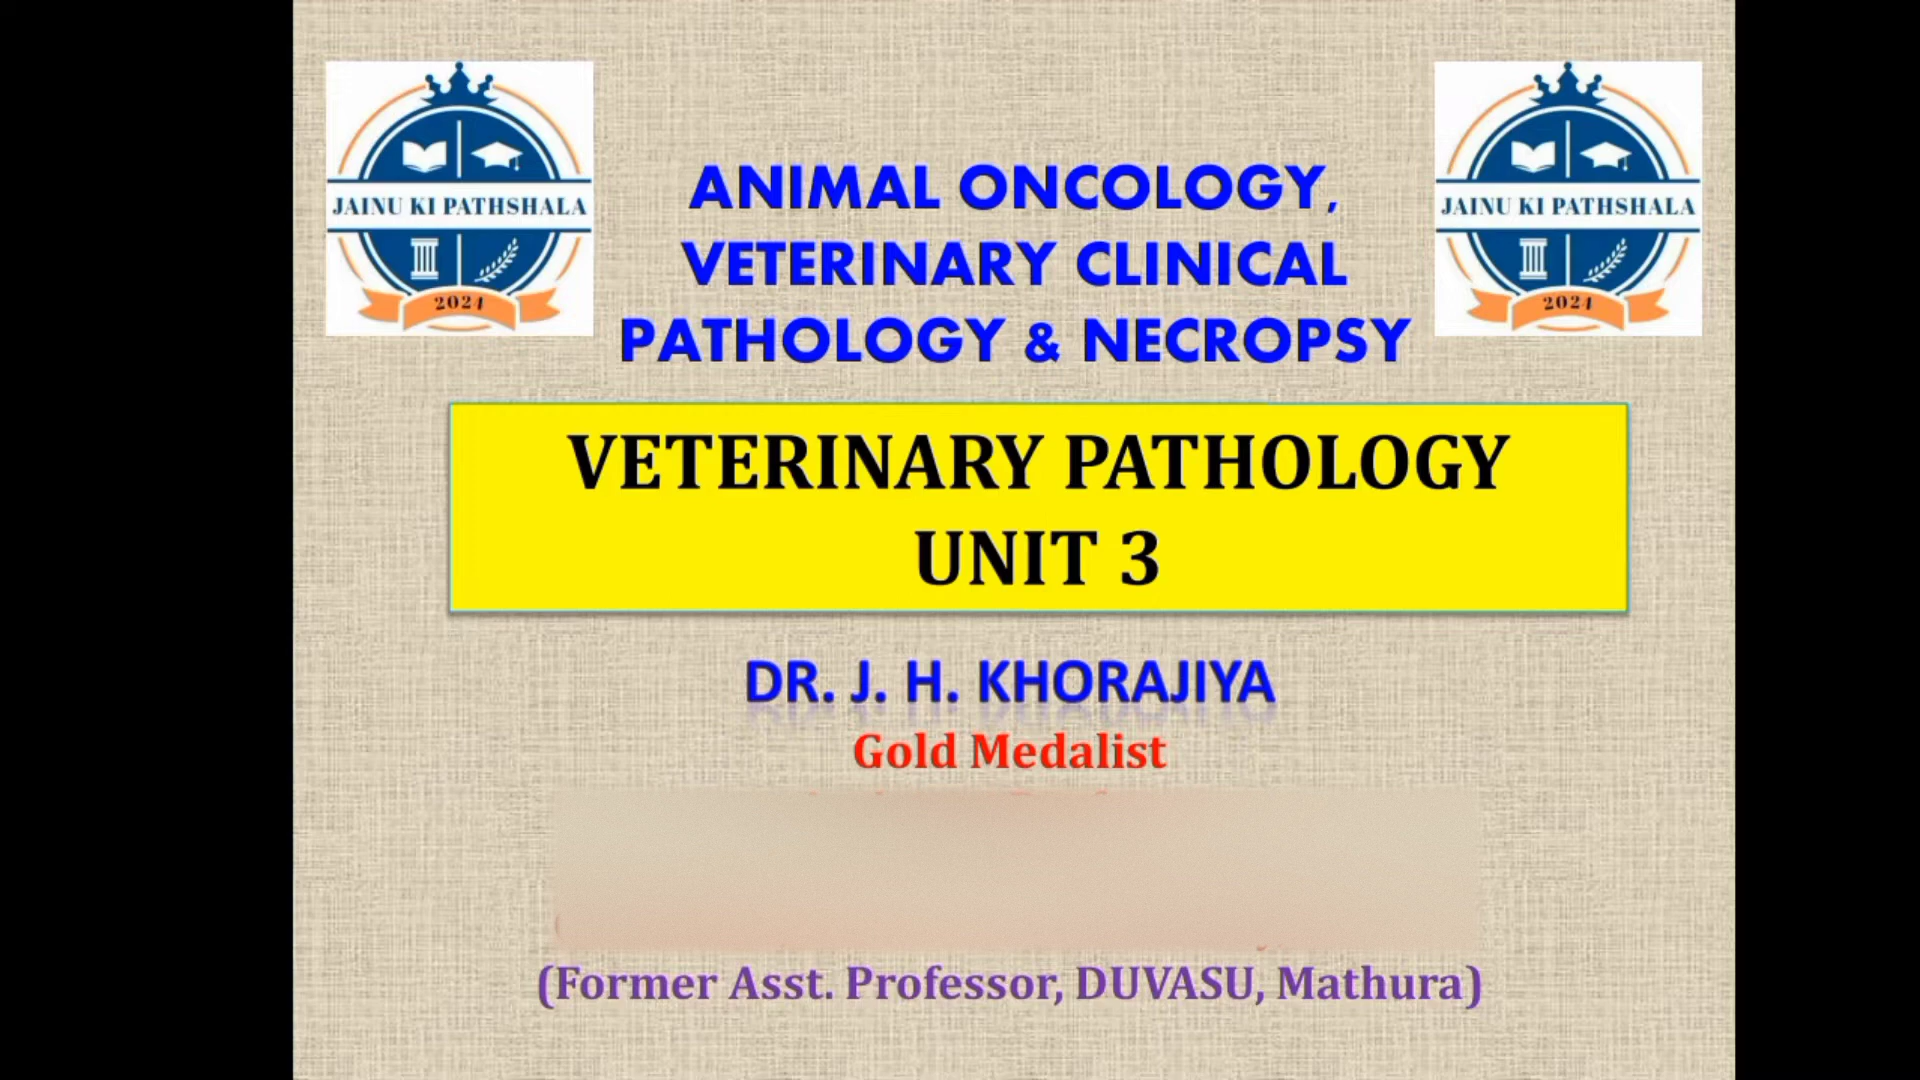 JAINU KI PATHSHALA
2024
JAINU KI PATHSHALA
2024
ANIMAL ONCOLOGY,
VETERINARY CLINICAL
PATHOLOGY & NECROPSY
VETERINARY PATHOLOGY
UNIT 3
DR. J. H. KHORAJIYA
Gold Medalist
(Former Asst. Professor, DUVASU, Mathura)